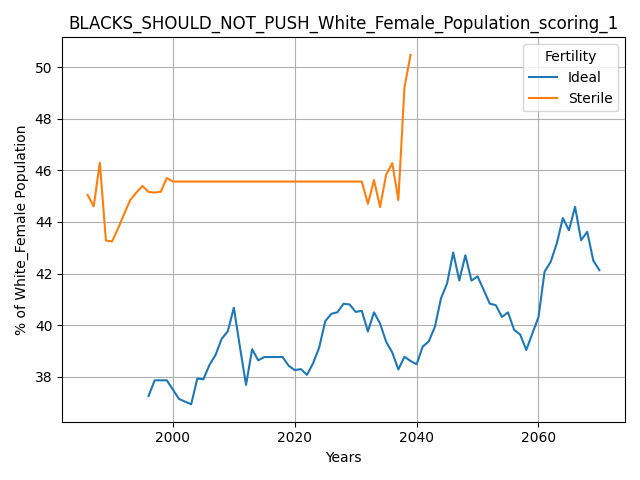 BLACKS_SHOULD_NOT_PUSH_White_Female_Population_scoring_1
Fertility
Ideal
Sterile
50
48
46
44
42
40
38
% of White_Female Population
2000
2020
2040
2060
Years